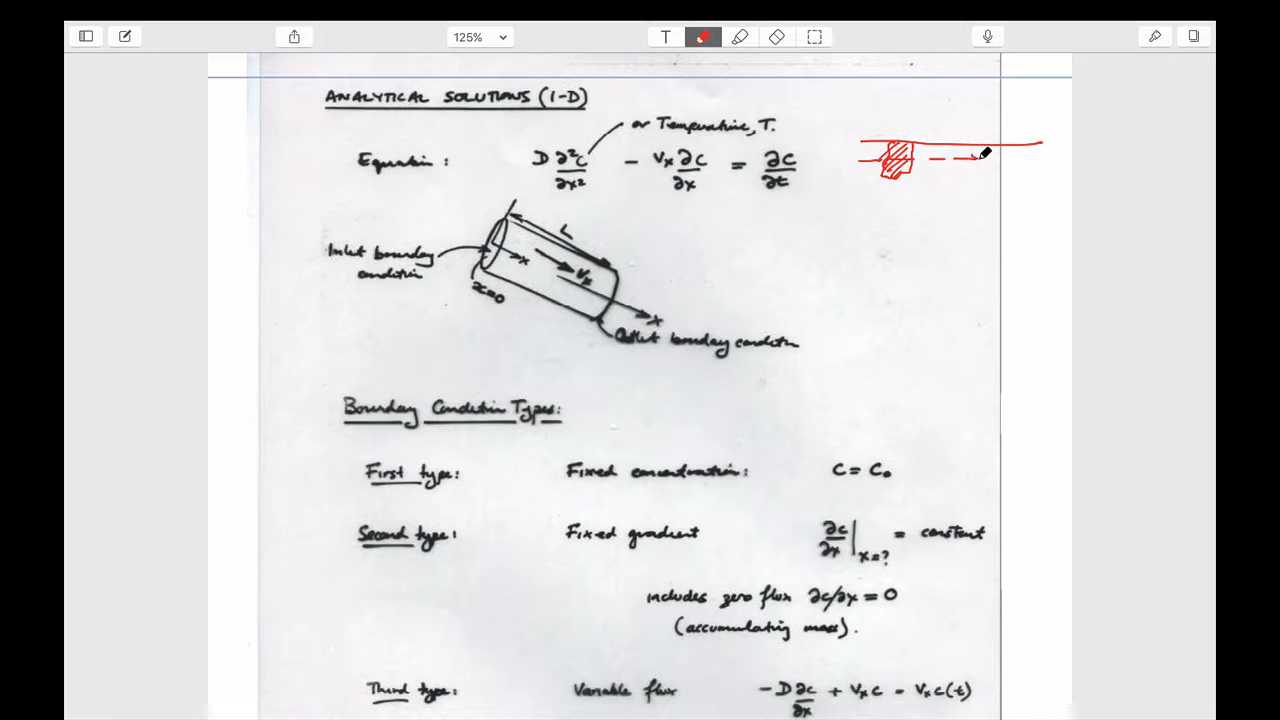 125%
T
ANALYTICAL SOLUTIONS (1-D)
or Temperature, T.
Equation : D ∂²c/∂x² - Vx ∂c/∂x = ∂c/∂t
L
Inlet boundary
condition
x
Vx
x=0
x
Outlet boundary condition
Boundary Condition Types:
First type: Fixed concentration: C = C₀
Second type: Fixed gradient ∂c/∂x |x=? = constant
includes zero flux ∂c/∂x = 0
(accumulating mass).
Third type: Variable flux -D ∂c/∂x + Vx c = Vx c(t)